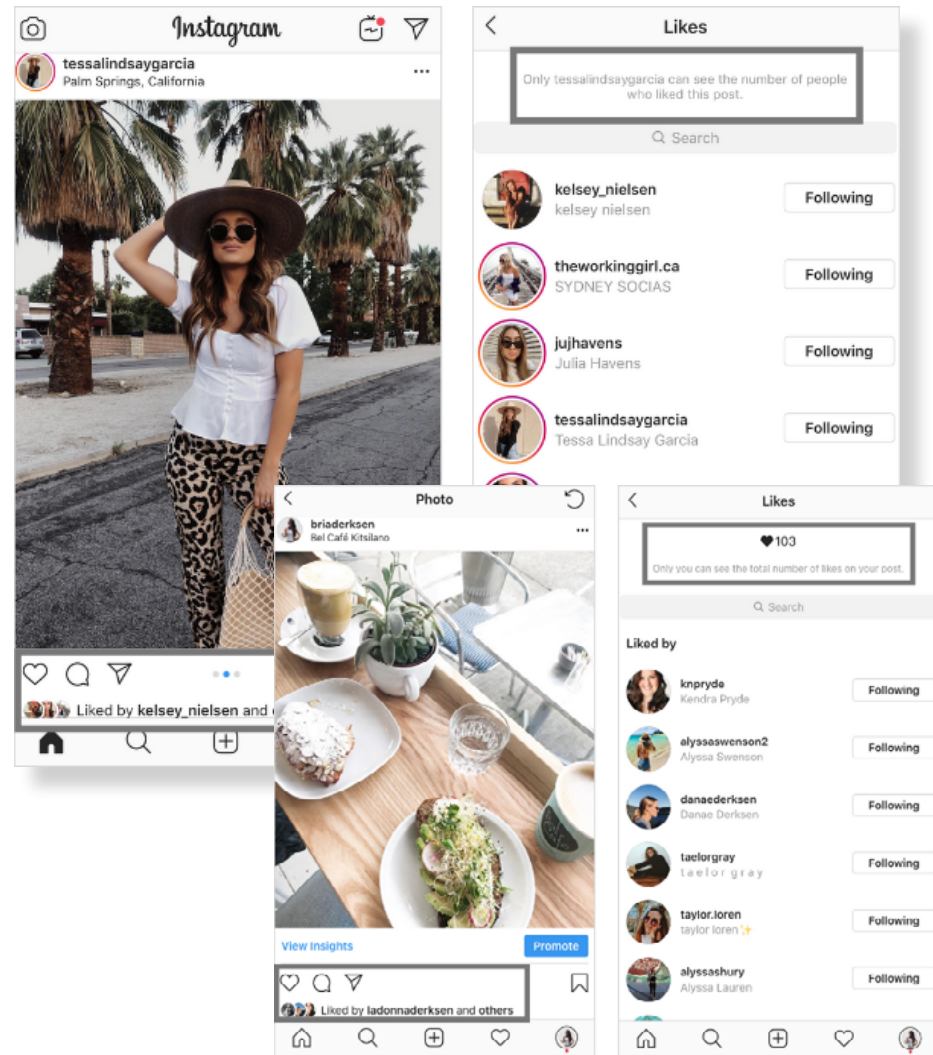 Instagram
tessalindsaygarcia
Palm Springs, California
Liked by kelsey_nielsen and
Likes
Only tessalindsaygarcia can see the number of people
who liked this post.
Search
kelsey_nielsen
kelsey nielsen
Following
theworkinggirl.ca
SYDNEY SOCIAS
Following
jujhavens
Julia Havens
Following
tessalindsaygarcia
Tessa Lindsay Garcia
Following
Photo
briaderksen
Bel Café Kitsilano
View Insights
Promote
Liked by ladonnaderksen and others
Likes
103
Only you can see the total number of likes on your post.
Search
Liked by
knpryde
Kendra Pryde
Following
alyssaswenson2
Alyssa Swenson
Following
danaederksen
Danae Derksen
Following
taelorgray
t a e l o r g r a y
Following
taylor.loren
taylor loren ✨
Following
alyssashury
Alyssa Lauren
Following